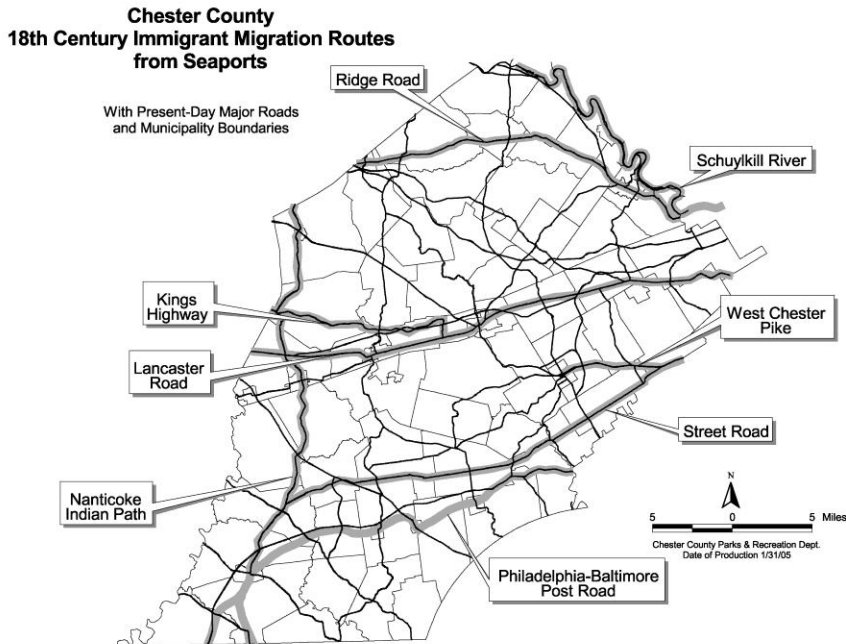 Chester County
18th Century Immigrant Migration Routes
from Seaports
With Present-Day Major Roads
and Municipality Boundaries
Ridge Road
Schuylkill River
Kings
Highway
West Chester
Pike
Lancaster
Road
Street Road
Nanticoke
Indian Path
Philadelphia-Baltimore
Post Road
N
5 0 5 Miles
Chester County Parks & Recreation Dept.
Date of Production 1/31/05